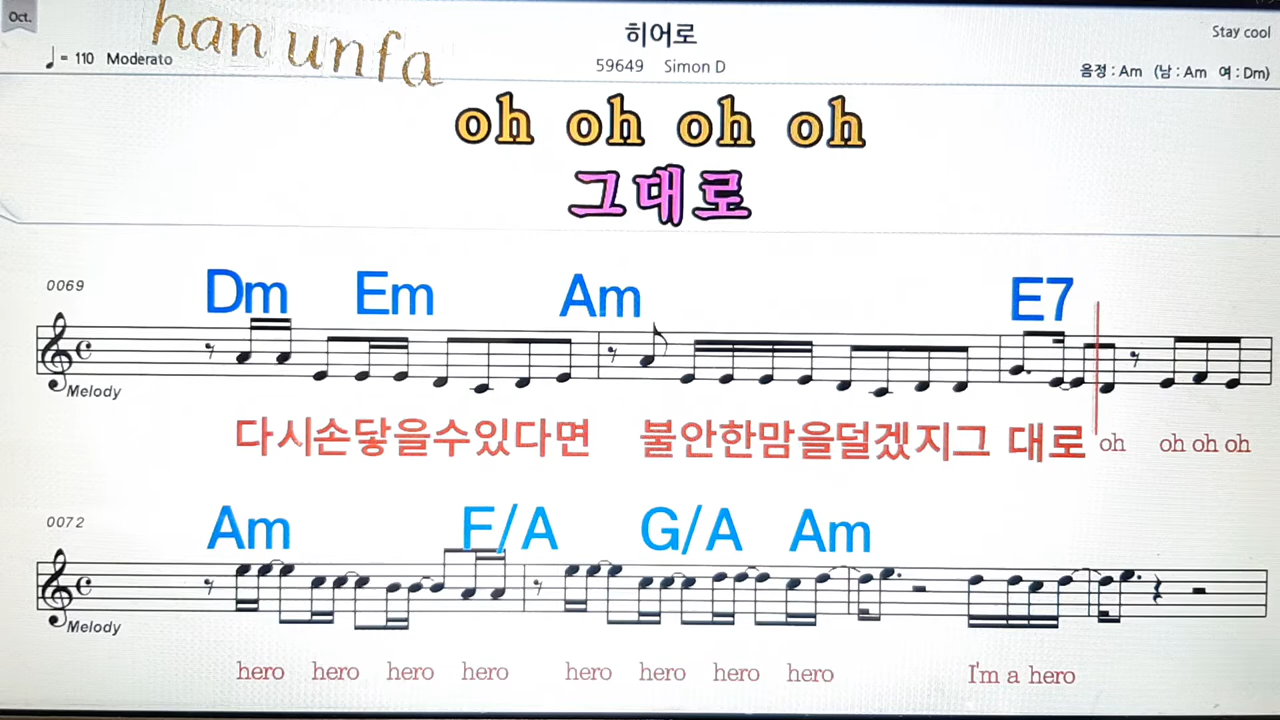 Oct.
han unfa
히어로
Stay cool
♩= 110 Moderato
59649 Simon D
음정 : Am (남 : Am 여 : Dm)
oh oh oh oh
그대로
0069
Dm Em Am E7
Melody
다시손닿을수있다면 불안한맘을덜겠지그 대로 oh oh oh oh
0072
Am F/A G/A Am
Melody
hero hero hero hero hero hero hero hero I'm a hero